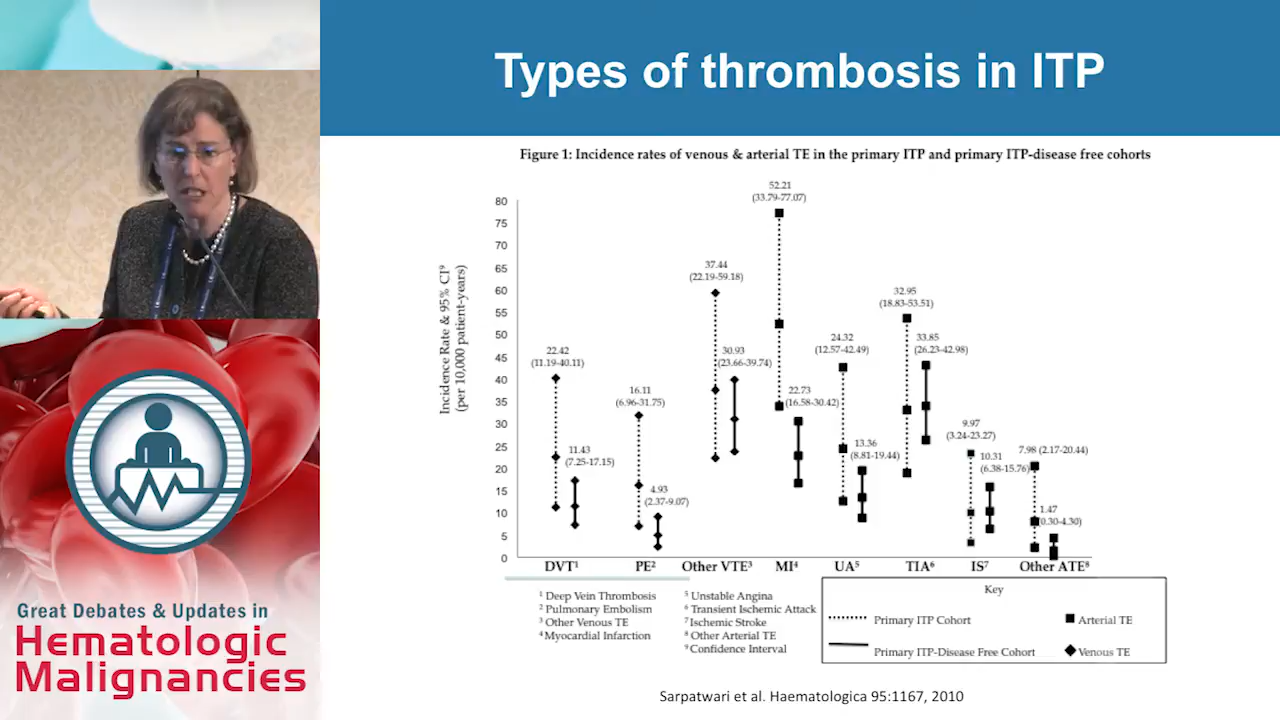 Types of thrombosis in ITP
Figure 1: Incidence rates of venous & arterial TE in the primary ITP and primary ITP-disease free cohorts
Incidence Rate & 95% CI⁹
(per 10,000 patient-years)
80
75
70
65
60
55
50
45
40
35
30
25
20
15
10
5
0
22.42
(11.19-40.11)
11.43
(7.25-17.15)
16.11
(6.96-31.75)
4.93
(2.37-9.07)
37.44
(22.19-59.18)
30.93
(23.66-39.74)
52.21
(33.79-77.07)
22.73
(16.58-30.42)
24.32
(12.57-42.49)
13.36
(8.81-19.44)
32.95
(18.83-53.51)
33.85
(26.23-42.98)
9.97
(3.24-23.27)
10.31
(6.38-15.76)
7.98 (2.17-20.44)
1.47
(0.30-4.30)
DVT¹ PE² Other VTE³ MI⁴ UA⁵ TIA⁶ IS⁷ Other ATE⁸
¹ Deep Vein Thrombosis
² Pulmonary Embolism
³ Other Venous TE
⁴ Myocardial Infarction
⁵ Unstable Angina
⁶ Transient Ischemic Attack
⁷ Ischemic Stroke
⁸ Other Arterial TE
⁹ Confidence Interval
Key
Primary ITP Cohort
Arterial TE
Primary ITP-Disease Free Cohort
Venous TE
Sarpatwari et al. Haematologica 95:1167, 2010
Great Debates & Updates in
Hematologic
Malignancies